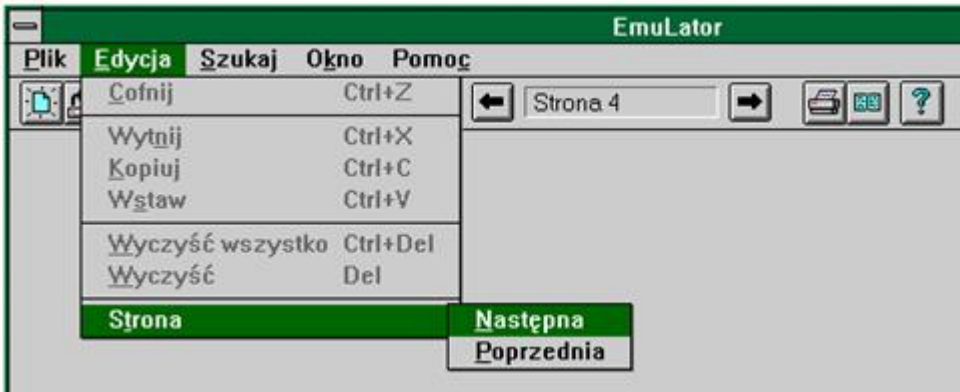 EmuLator
Plik Edycja Szukaj Okno Pomoc
Strona 4
Cofnij Ctrl+Z
Wytnij Ctrl+X
Kopiuj Ctrl+C
Wstaw Ctrl+V
Wyczyść wszystko Ctrl+Del
Wyczyść Del
Strona
Następna
Poprzednia